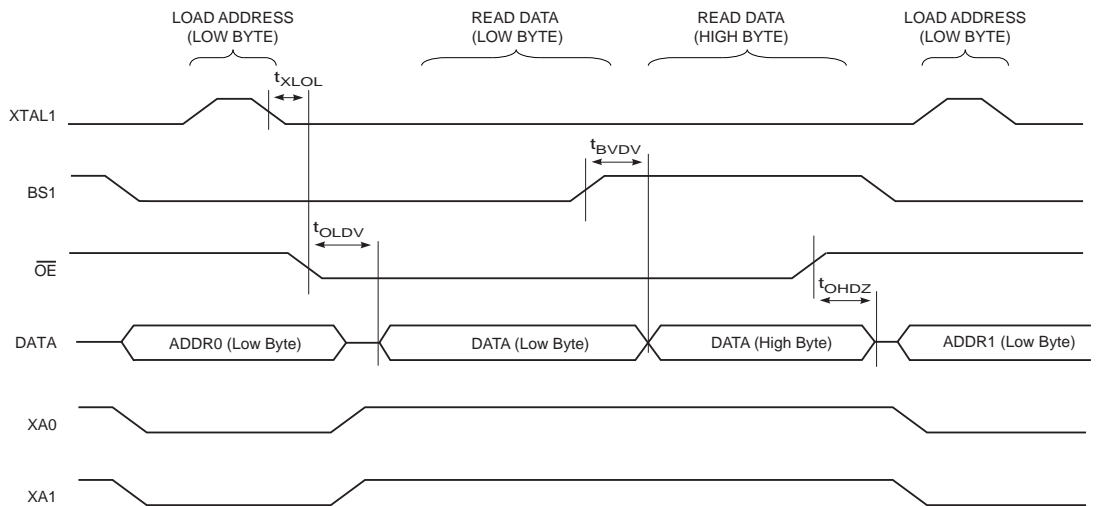 LOAD ADDRESS
(LOW BYTE)
READ DATA
(LOW BYTE)
READ DATA
(HIGH BYTE)
LOAD ADDRESS
(LOW BYTE)
tXLOL
XTAL1
tBVDV
BS1
tOLDV
OE
tOHDZ
DATA
ADDR0 (Low Byte)
DATA (Low Byte)
DATA (High Byte)
ADDR1 (Low Byte)
XA0
XA1